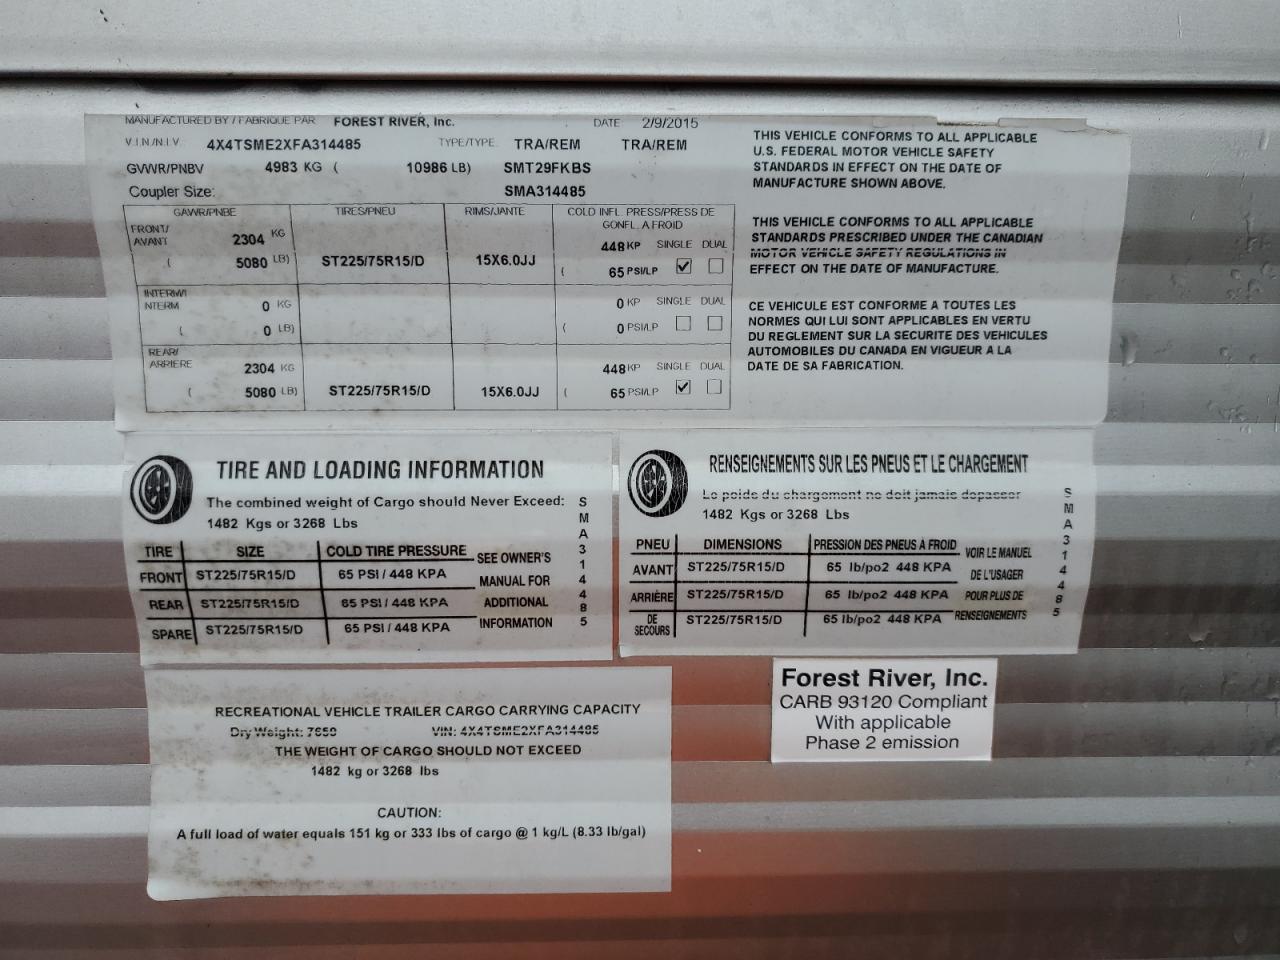 MANUFACTURED BY / FABRIQUE PAR FOREST RIVER, Inc. DATE 2/9/2015
V.I.N/N.I.V. 4X4TSME2XFA314485 TYPE/TYPE. TRA/REM TRA/REM
GVWR/PNBV 4983 KG ( 10986 LB) SMT29FKBS
Coupler Size: SMA314485
GAWR/PNBE TIRES/PNEU RIMS/JANTE COLD INFL. PRESS/PRESS DE GONFL. A FROID
FRONT/ AVANT 2304 KG 448 KP SINGLE DUAL
( 5080 LB) ST225/75R15/D 15X6.0JJ ( 65 PSI/LP
INTERM/I NTERM 0 KG 0 KP SINGLE DUAL
( 0 LB) ( 0 PSI/LP
REAR/ ARRIERE 2304 KG 448 KP SINGLE DUAL
( 5080 LB) ST225/75R15/D 15X6.0JJ ( 65 PSI/LP
THIS VEHICLE CONFORMS TO ALL APPLICABLE
U.S. FEDERAL MOTOR VEHICLE SAFETY
STANDARDS IN EFFECT ON THE DATE OF
MANUFACTURE SHOWN ABOVE.
THIS VEHICLE CONFORMS TO ALL APPLICABLE
STANDARDS PRESCRIBED UNDER THE CANADIAN
MOTOR VEHICLE SAFETY REGULATIONS IN
EFFECT ON THE DATE OF MANUFACTURE.
CE VEHICULE EST CONFORME A TOUTES LES
NORMES QUI LUI SONT APPLICABLES EN VERTU
DU REGLEMENT SUR LA SECURITE DES VEHICULES
AUTOMOBILES DU CANADA EN VIGUEUR A LA
DATE DE SA FABRICATION.
TIRE AND LOADING INFORMATION
The combined weight of Cargo should Never Exceed:
1482 Kgs or 3268 Lbs
TIRE SIZE COLD TIRE PRESSURE
FRONT ST225/75R15/D 65 PSI / 448 KPA
REAR ST225/75R15/D 65 PSI / 448 KPA
SPARE ST225/75R15/D 65 PSI / 448 KPA
SEE OWNER'S
MANUAL FOR
ADDITIONAL
INFORMATION
SMA314485
RENSEIGNEMENTS SUR LES PNEUS ET LE CHARGEMENT
Le poids du chargement ne doit jamais depasser
1482 Kgs or 3268 Lbs
PNEU DIMENSIONS PRESSION DES PNEUS À FROID
AVANT ST225/75R15/D 65 lb/po2 448 KPA
ARRIÈRE ST225/75R15/D 65 lb/po2 448 KPA
DE SECOURS ST225/75R15/D 65 lb/po2 448 KPA
VOIR LE MANUEL
DE L'USAGER
POUR PLUS DE
RENSEIGNEMENTS
SMA314485
RECREATIONAL VEHICLE TRAILER CARGO CARRYING CAPACITY
Dry Weight: 7650 VIN: 4X4TSME2XFA314485
THE WEIGHT OF CARGO SHOULD NOT EXCEED
1482 kg or 3268 lbs
CAUTION:
A full load of water equals 151 kg or 333 lbs of cargo @ 1 kg/L (8.33 lb/gal)
Forest River, Inc.
CARB 93120 Compliant
With applicable
Phase 2 emission